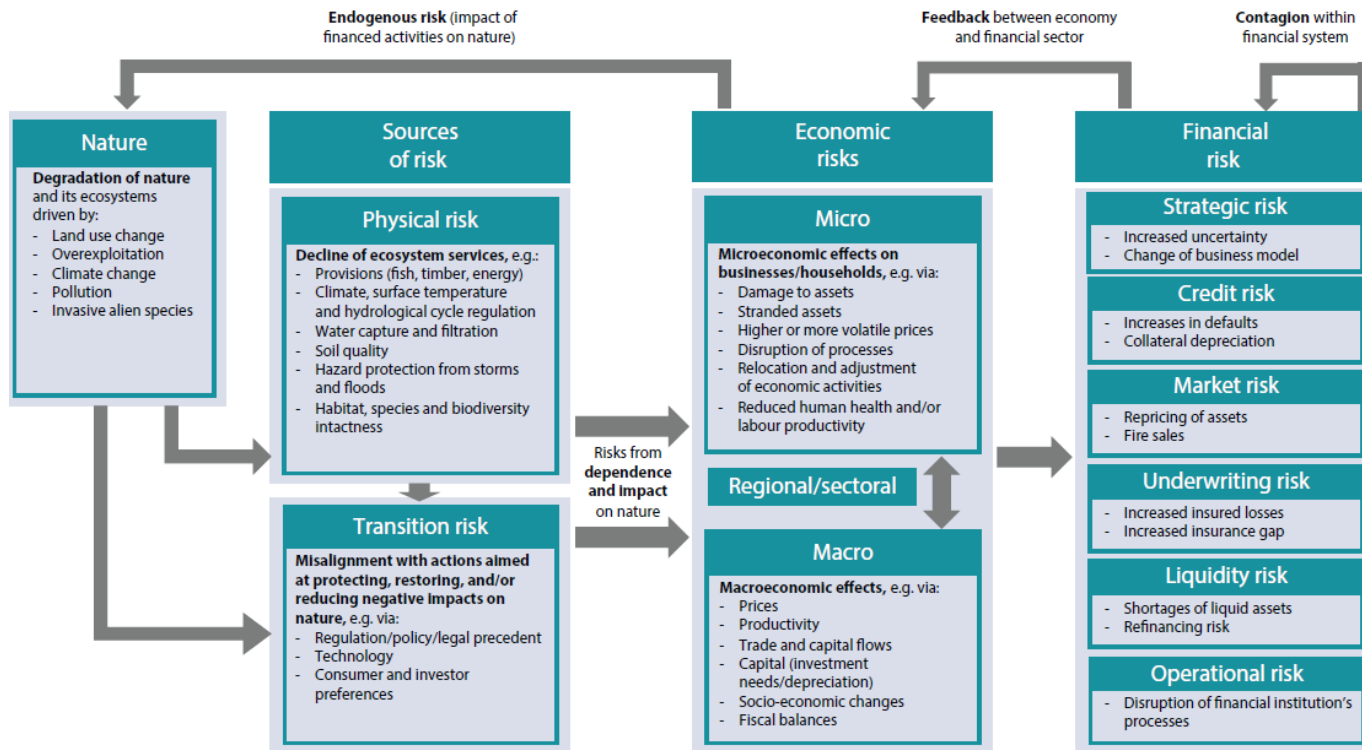 Endogenous risk (impact of
financed activities on nature)
Feedback between economy
and financial sector
Contagion within
financial system
Nature
Degradation of nature
and its ecosystems
driven by:
- Land use change
- Overexploitation
- Climate change
- Pollution
- Invasive alien species
Sources
of risk
Physical risk
Decline of ecosystem services, e.g.:
- Provisions (fish, timber, energy)
- Climate, surface temperature
and hydrological cycle regulation
- Water capture and filtration
- Soil quality
- Hazard protection from storms
and floods
- Habitat, species and biodiversity
intactness
Transition risk
Misalignment with actions aimed
at protecting, restoring, and/or
reducing negative impacts on
nature, e.g. via:
- Regulation/policy/legal precedent
- Technology
- Consumer and investor
preferences
Risks from
dependence
and impact
on nature
Economic
risks
Micro
Microeconomic effects on
businesses/households, e.g. via:
- Damage to assets
- Stranded assets
- Higher or more volatile prices
- Disruption of processes
- Relocation and adjustment
of economic activities
- Reduced human health and/or
labour productivity
Regional/sectoral
Macro
Macroeconomic effects, e.g. via:
- Prices
- Productivity
- Trade and capital flows
- Capital (investment
needs/depreciation)
- Socio-economic changes
- Fiscal balances
Financial
risk
Strategic risk
- Increased uncertainty
- Change of business model
Credit risk
- Increases in defaults
- Collateral depreciation
Market risk
- Repricing of assets
- Fire sales
Underwriting risk
- Increased insured losses
- Increased insurance gap
Liquidity risk
- Shortages of liquid assets
- Refinancing risk
Operational risk
- Disruption of financial institution's
processes